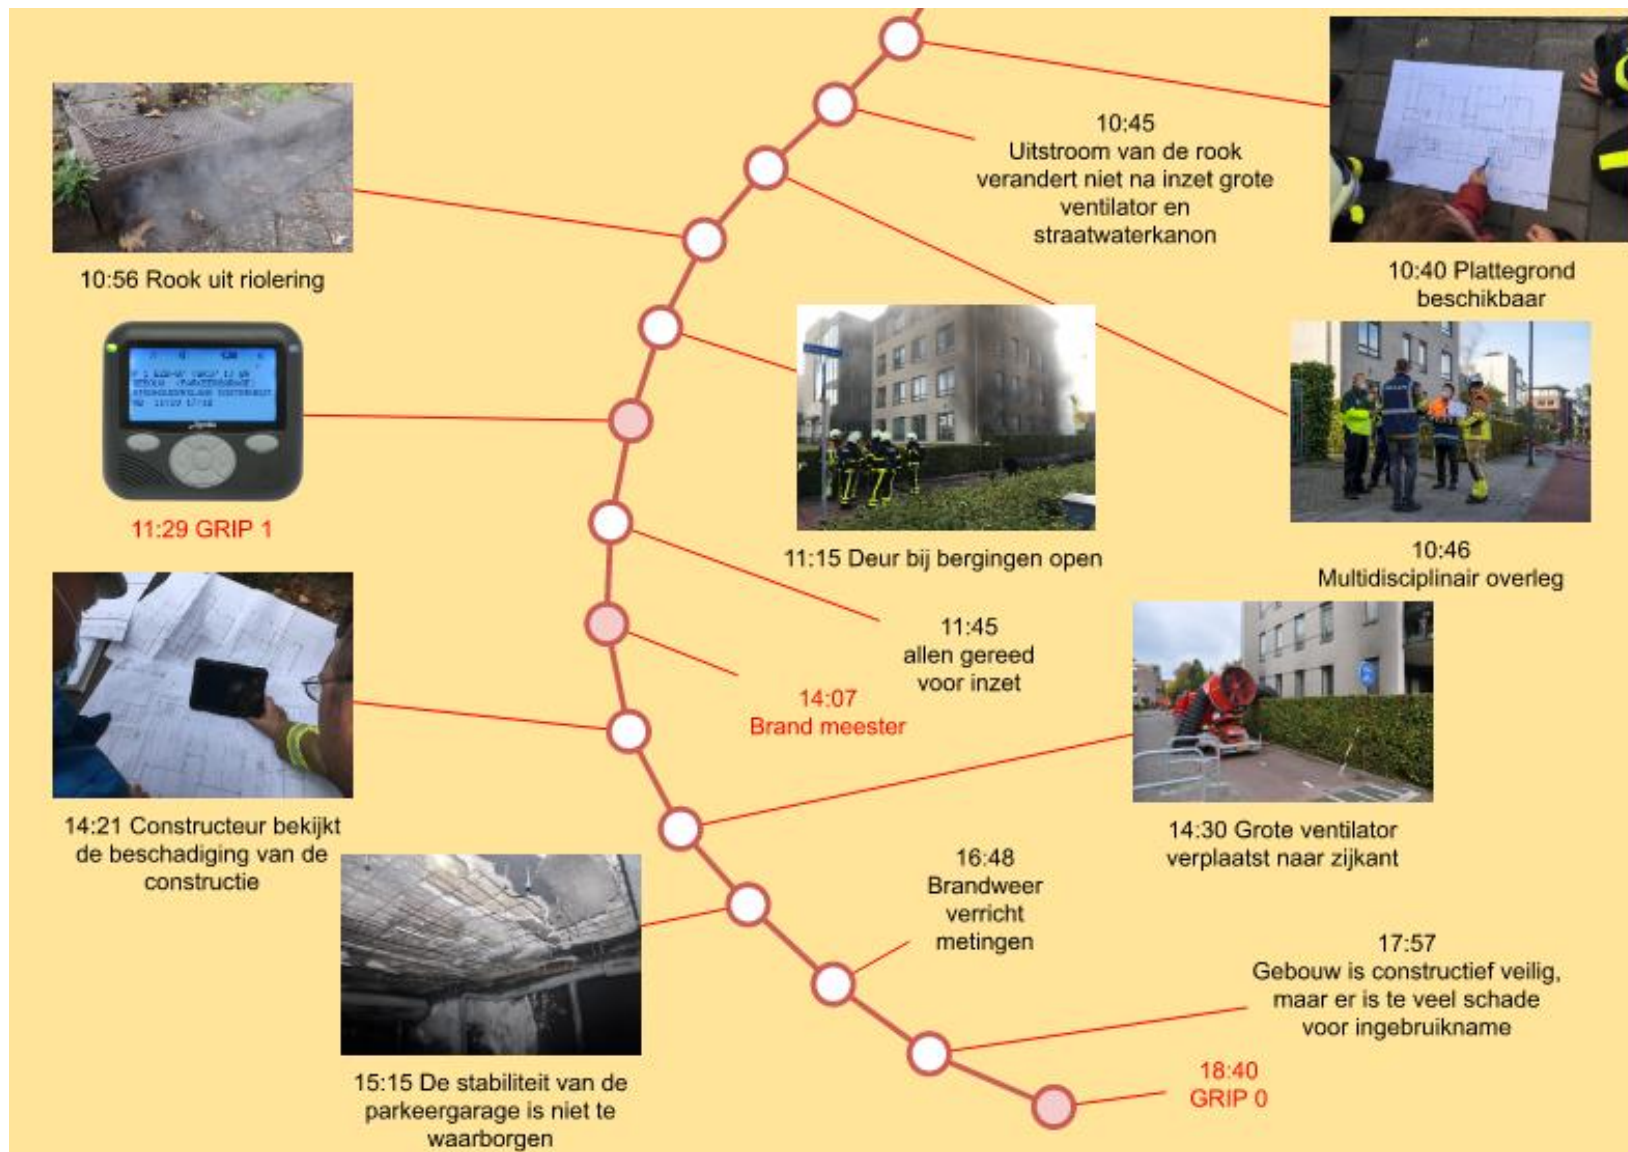 10:45
Uitstroom van de rook
verandert niet na inzet grote
ventilator en
straatwaterkanon
10:40 Plattegrond
beschikbaar
10:56 Rook uit riolering
11:29 GRIP 1
11:15 Deur bij bergingen open
10:46
Multidisciplinair overleg
11:45
allen gereed
voor inzet
14:07
Brand meester
14:21 Constructeur bekijkt
de beschadiging van de
constructie
14:30 Grote ventilator
verplaatst naar zijkant
16:48
Brandweer
verricht
metingen
15:15 De stabiliteit van de
parkeergarage is niet te
waarborgen
17:57
Gebouw is constructief veilig,
maar er is te veel schade
voor ingebruikname
18:40
GRIP 0